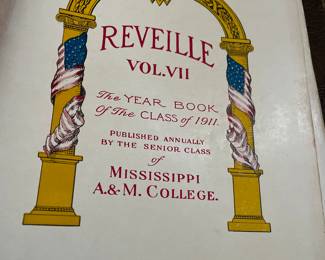 REVEILLE
VOL.VII
The YEAR BOOK
Of The CLASS of 1911.
PUBLISHED ANNUALLY
BY THE SENIOR CLASS
of
MISSISSIPPI
A.&M. COLLEGE.